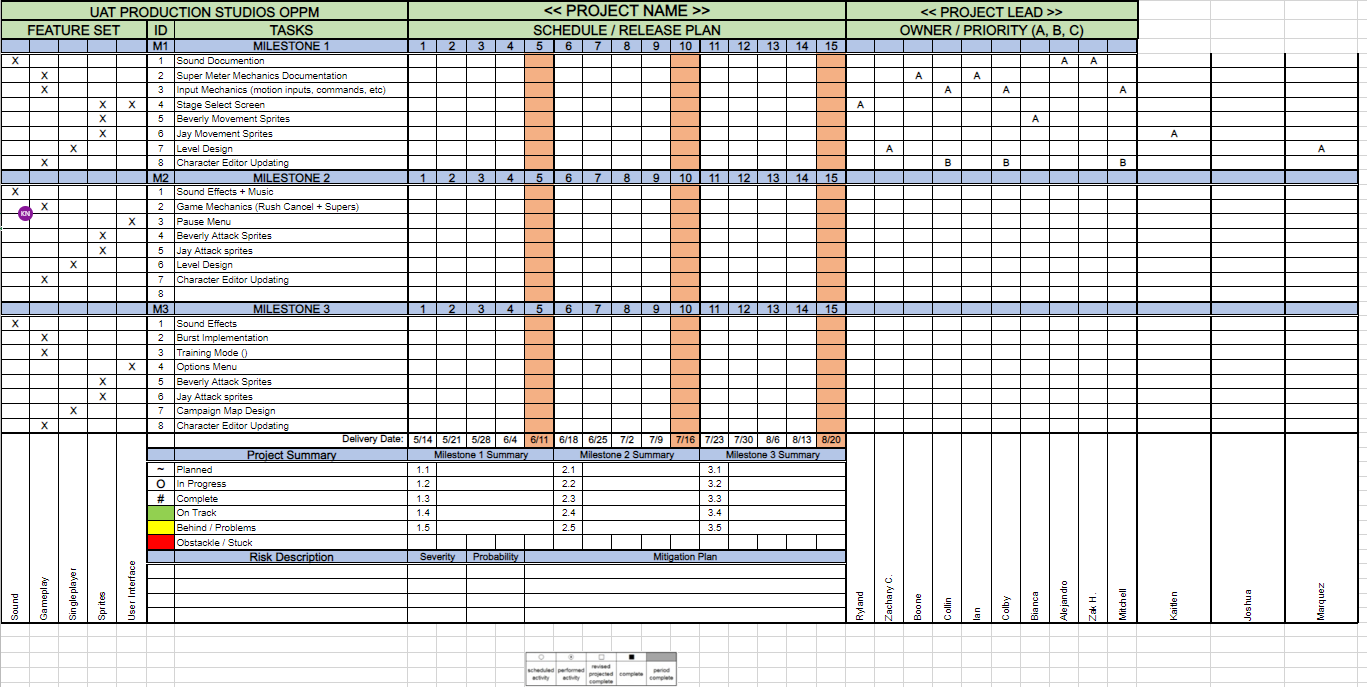 UAT PRODUCTION STUDIOS OPPM << PROJECT NAME >> << PROJECT LEAD >>
FEATURE SET ID TASKS SCHEDULE / RELEASE PLAN OWNER / PRIORITY (A, B, C)
M1 MILESTONE 1 1 2 3 4 5 6 7 8 9 10 11 12 13 14 15
X 1 Sound Documention A A
X 2 Super Meter Mechanics Documentation A A
X 3 Input Mechanics (motion inputs, commands, etc) A A A
X X 4 Stage Select Screen A
X 5 Beverly Movement Sprites A
X 6 Jay Movement Sprites A
X 7 Level Design A A
X 8 Character Editor Updating B B B
M2 MILESTONE 2 1 2 3 4 5 6 7 8 9 10 11 12 13 14 15
X 1 Sound Effects + Music
X 2 Game Mechanics (Rush Cancel + Supers)
KN
X 3 Pause Menu
X 4 Beverly Attack Sprites
X 5 Jay Attack sprites
X 6 Level Design
X 7 Character Editor Updating
8
M3 MILESTONE 3 1 2 3 4 5 6 7 8 9 10 11 12 13 14 15
X 1 Sound Effects
X 2 Burst Implementation
X 3 Training Mode ()
X 4 Options Menu
X 5 Beverly Attack Sprites
X 6 Jay Attack sprites
X 7 Campaign Map Design
X 8 Character Editor Updating
Delivery Date: 5/14 5/21 5/28 6/4 6/11 6/18 6/25 7/2 7/9 7/16 7/23 7/30 8/6 8/13 8/20
Project Summary Milestone 1 Summary Milestone 2 Summary Milestone 3 Summary
~ Planned 1.1 2.1 3.1
O In Progress 1.2 2.2 3.2
# Complete 1.3 2.3 3.3
On Track 1.4 2.4 3.4
Behind / Problems 1.5 2.5 3.5
Obstackle / Stuck
Risk Description Severity Probability Mitigation Plan
Sound
Gameplay
Singleplayer
Sprites
User Interface
Ryland
Zachary C.
Boone
Collin
Ian
Colby
Bianca
Alejandro
Zak H.
Mitchell
Kaitlen
Joshua
Marquez
scheduled activity
performed activity
revised projected complete
complete
period complete